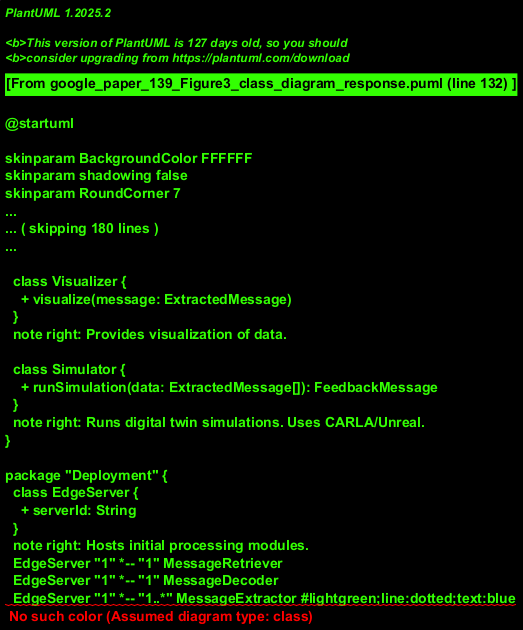 PlantUML 1.2025.2
<b>This version of PlantUML is 127 days old, so you should
<b>consider upgrading from https://plantuml.com/download
[From google_paper_139_Figure3_class_diagram_response.puml (line 132) ]
@startuml
skinparam BackgroundColor FFFFFF
skinparam shadowing false
skinparam RoundCorner 7
...
... ( skipping 180 lines )
...
class Visualizer {
+ visualize(message: ExtractedMessage)
}
note right: Provides visualization of data.
class Simulator {
+ runSimulation(data: ExtractedMessage[]): FeedbackMessage
}
note right: Runs digital twin simulations. Uses CARLA/Unreal.
}
package "Deployment" {
class EdgeServer {
+ serverId: String
}
note right: Hosts initial processing modules.
EdgeServer "1" *-- "1" MessageRetriever
EdgeServer "1" *-- "1" MessageDecoder
EdgeServer "1" *-- "1..*" MessageExtractor #lightgreen;line:dotted;text:blue
No such color (Assumed diagram type: class)